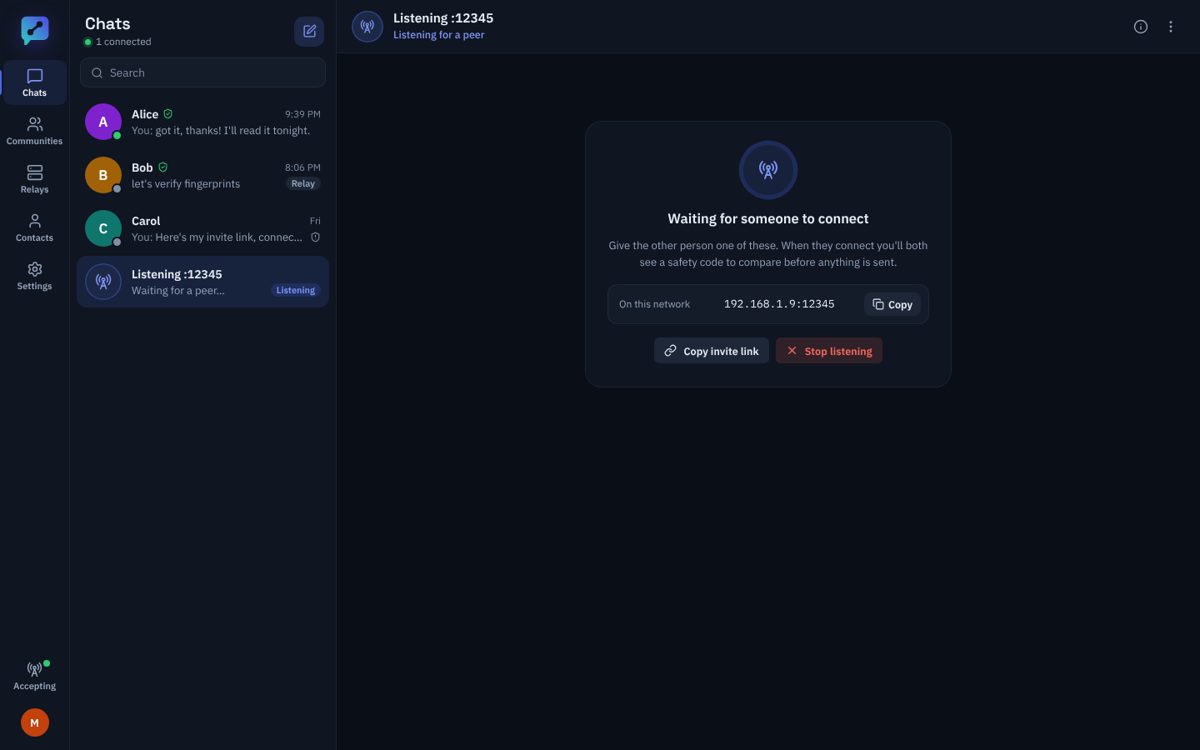 Chats
Communities
Relays
Contacts
Settings
Accepting
M
Chats
1 connected
Search
A
Alice
9:39 PM
You: got it, thanks! I'll read it tonight.
B
Bob
8:06 PM
let's verify fingerprints
Relay
C
Carol
Fri
You: Here's my invite link, connec...
Listening :12345
Waiting for a peer...
Listening
Listening :12345
Listening for a peer
Waiting for someone to connect
Give the other person one of these. When they connect you'll both
see a safety code to compare before anything is sent.
On this network
192.168.1.9:12345
Copy
Copy invite link
Stop listening